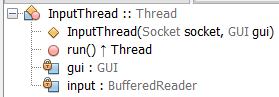 InputThread :: Thread
InputThread(Socket socket, GUI gui)
run() ↑ Thread
gui : GUI
input : BufferedReader